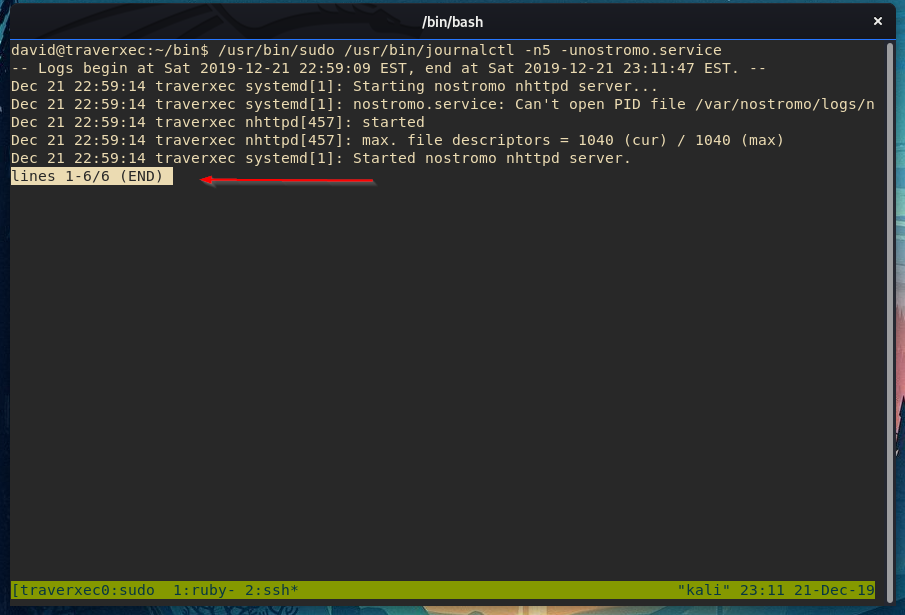 /bin/bash
david@traverxec:~/bin$ /usr/bin/sudo /usr/bin/journalctl -n5 -unostromo.service
-- Logs begin at Sat 2019-12-21 22:59:09 EST, end at Sat 2019-12-21 23:11:47 EST. --
Dec 21 22:59:14 traverxec systemd[1]: Starting nostromo nhttpd server...
Dec 21 22:59:14 traverxec systemd[1]: nostromo.service: Can't open PID file /var/nostromo/logs/n
Dec 21 22:59:14 traverxec nhttpd[457]: started
Dec 21 22:59:14 traverxec nhttpd[457]: max. file descriptors = 1040 (cur) / 1040 (max)
Dec 21 22:59:14 traverxec systemd[1]: Started nostromo nhttpd server.
lines 1-6/6 (END)
[traverxec0:sudo  1:ruby- 2:ssh* "kali" 23:11 21-Dec-19